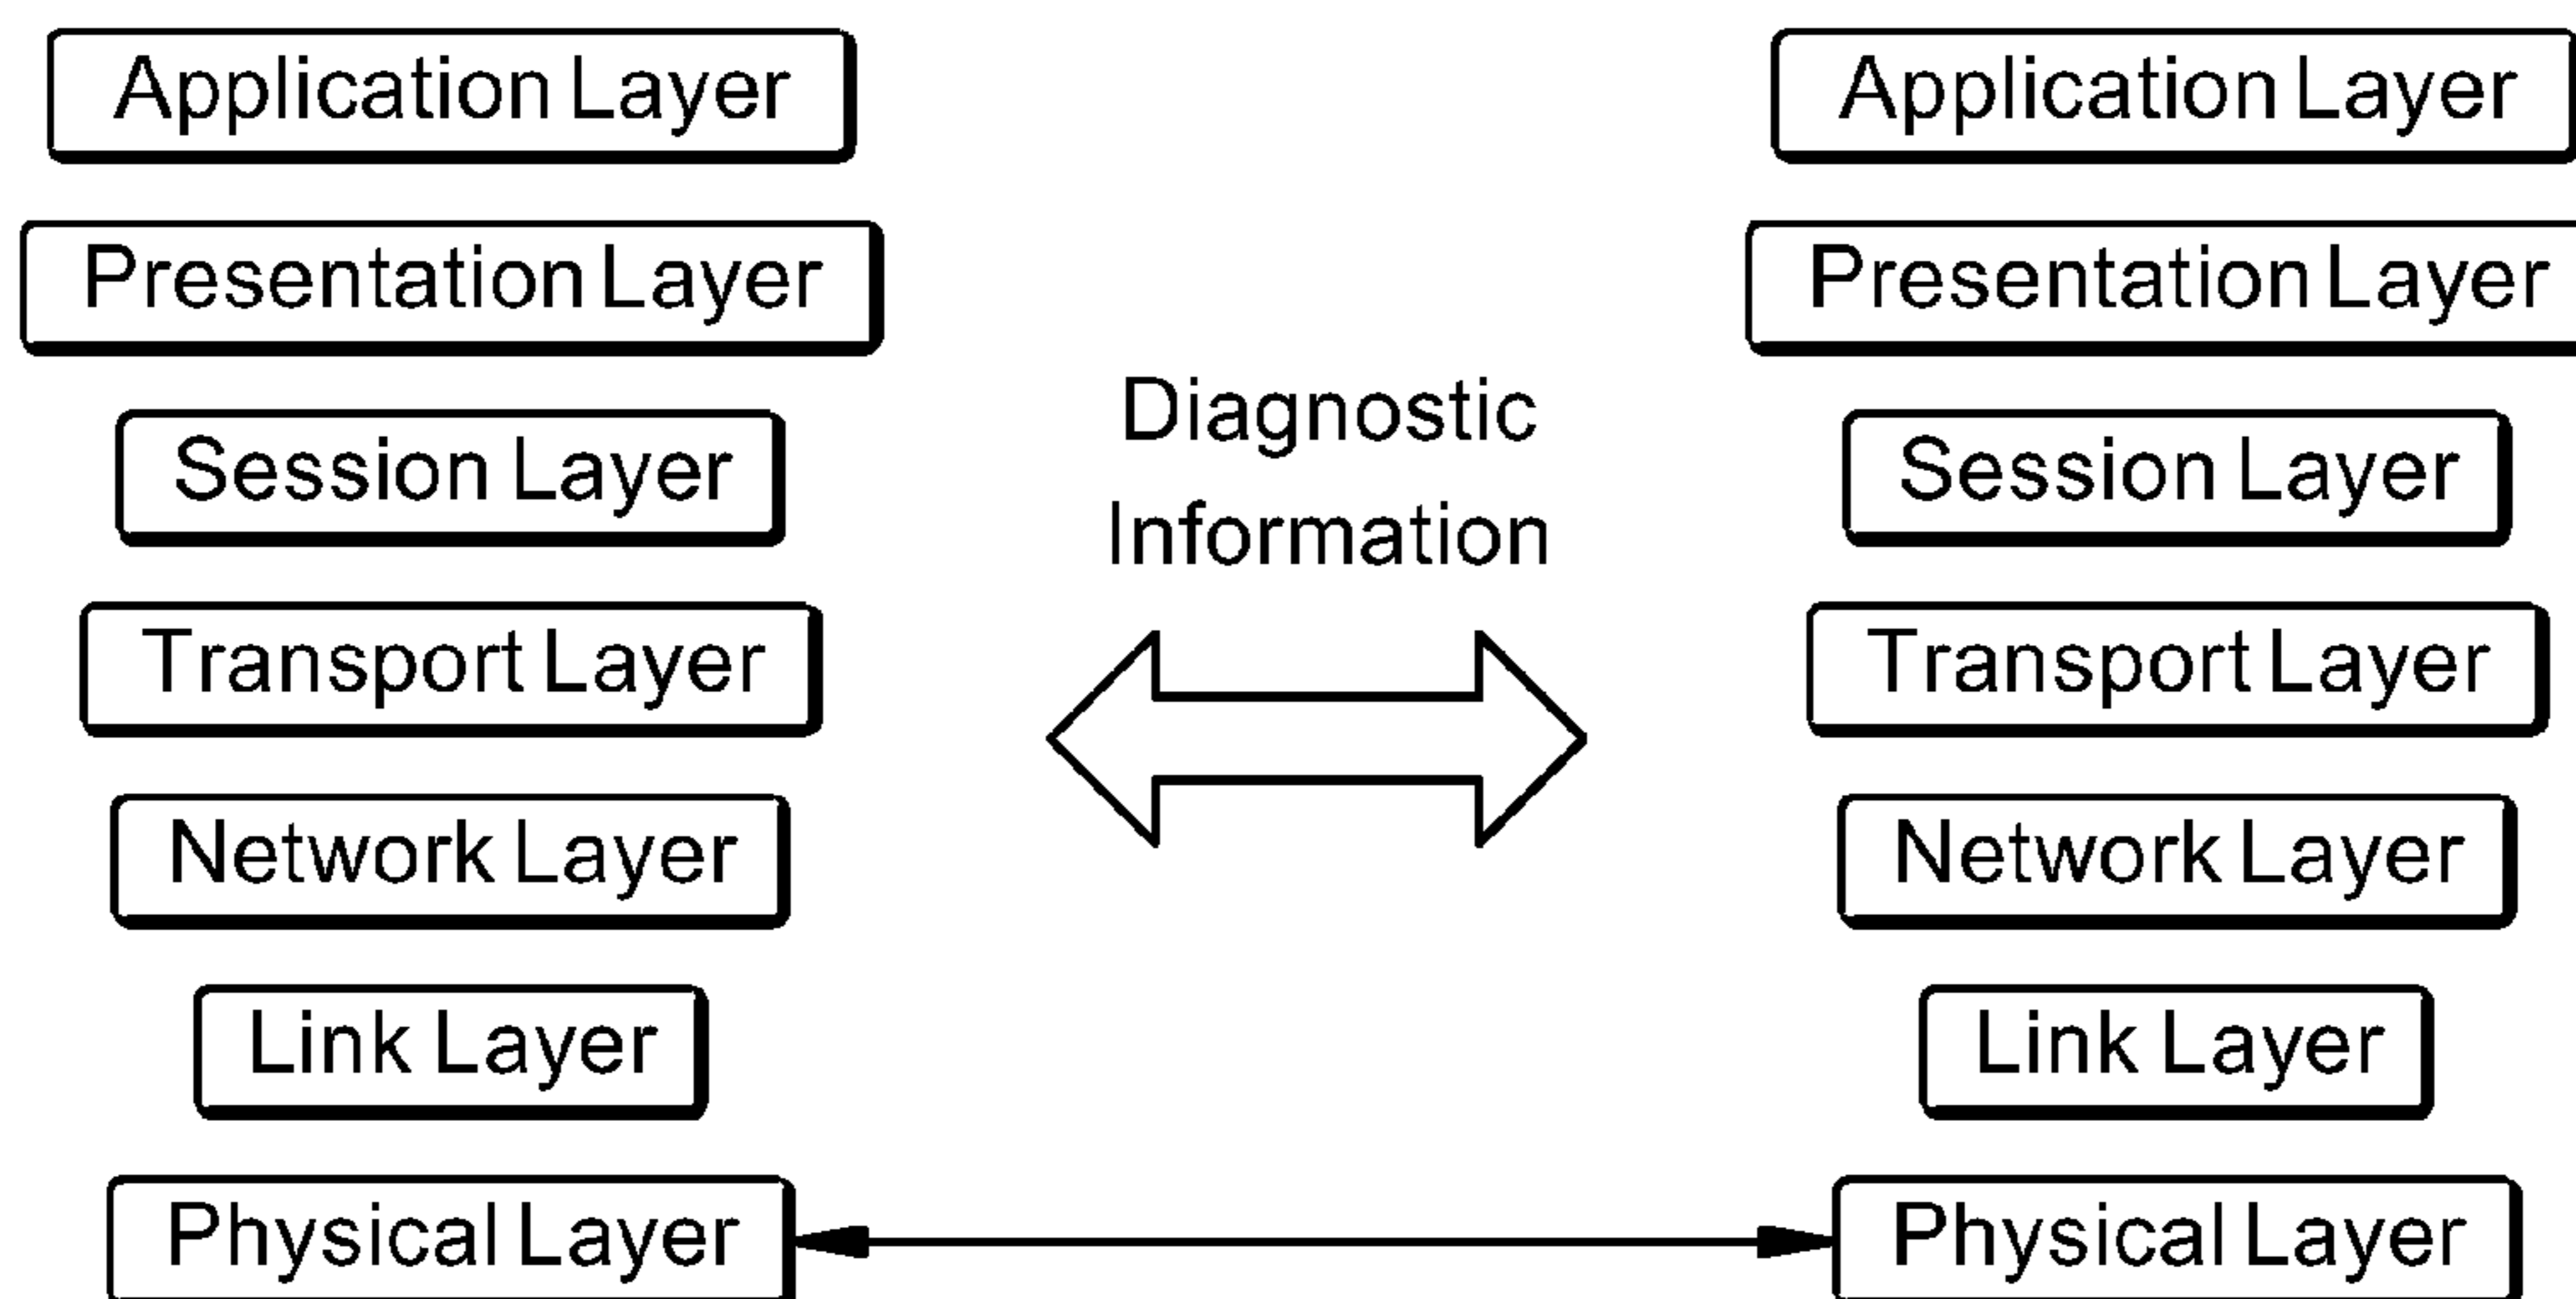 Application Layer
Presentation Layer
Session Layer
Transport Layer
Network Layer
Link Layer
Physical Layer
Diagnostic
Information
Application Layer
Presentation Layer
Session Layer
Transport Layer
Network Layer
Link Layer
Physical Layer